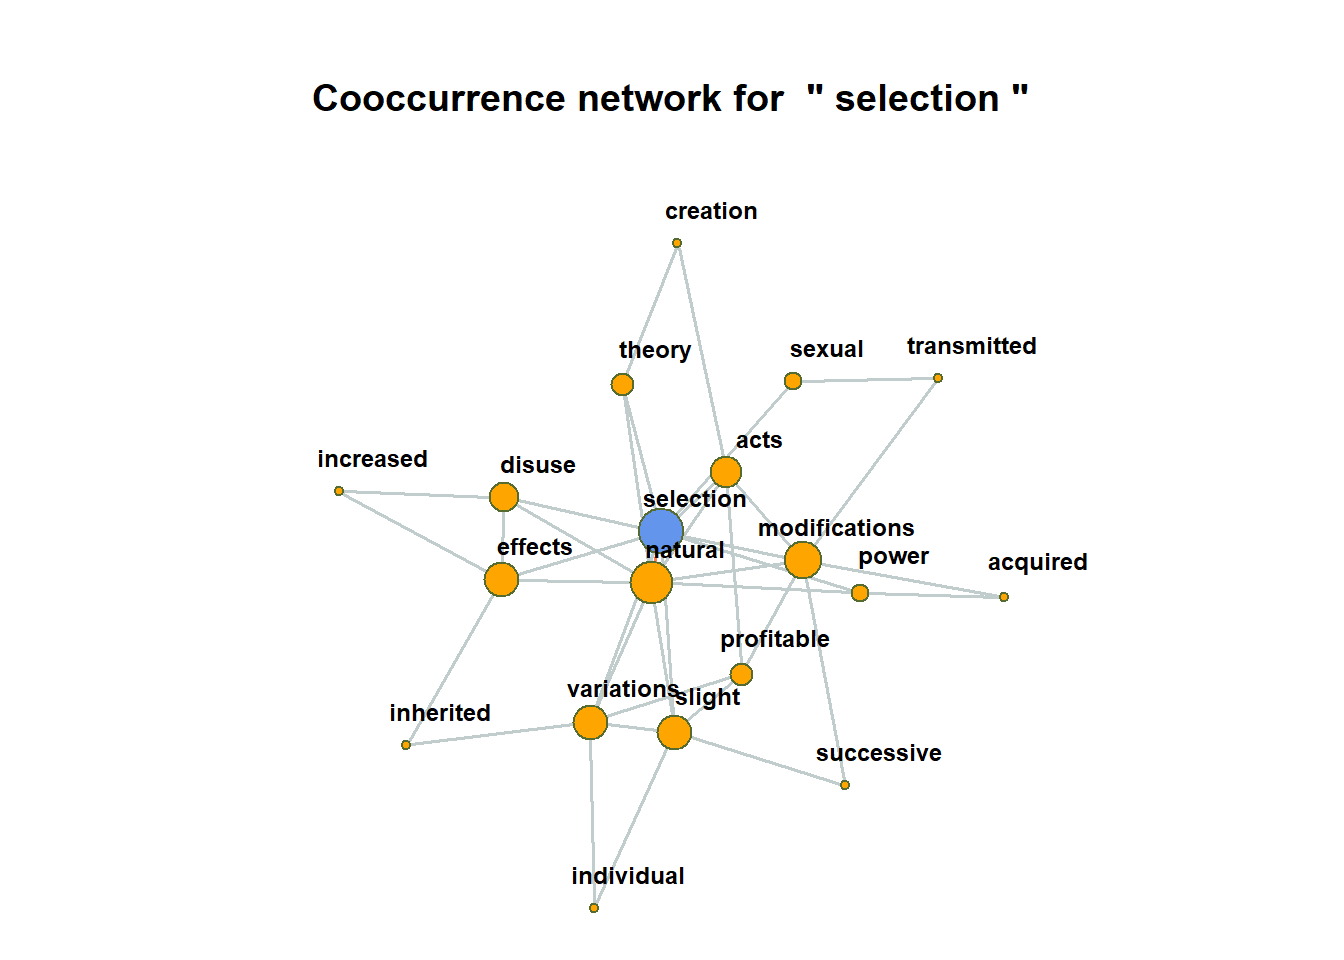 Cooccurrence network for " selection "
creation
theory
sexual
transmitted
acts
increased
disuse
selection
modifications
effects
natural
power
acquired
profitable
variations
slight
inherited
successive
individual